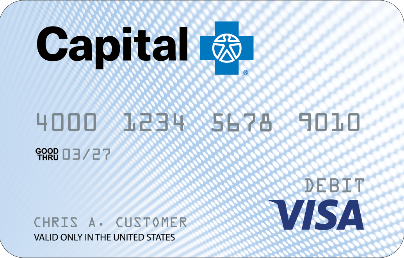 Capital
4000 1234 5678 9010
GOOD THRU 03/27
DEBIT
CHRIS A. CUSTOMER
VISA
VALID ONLY IN THE UNITED STATES